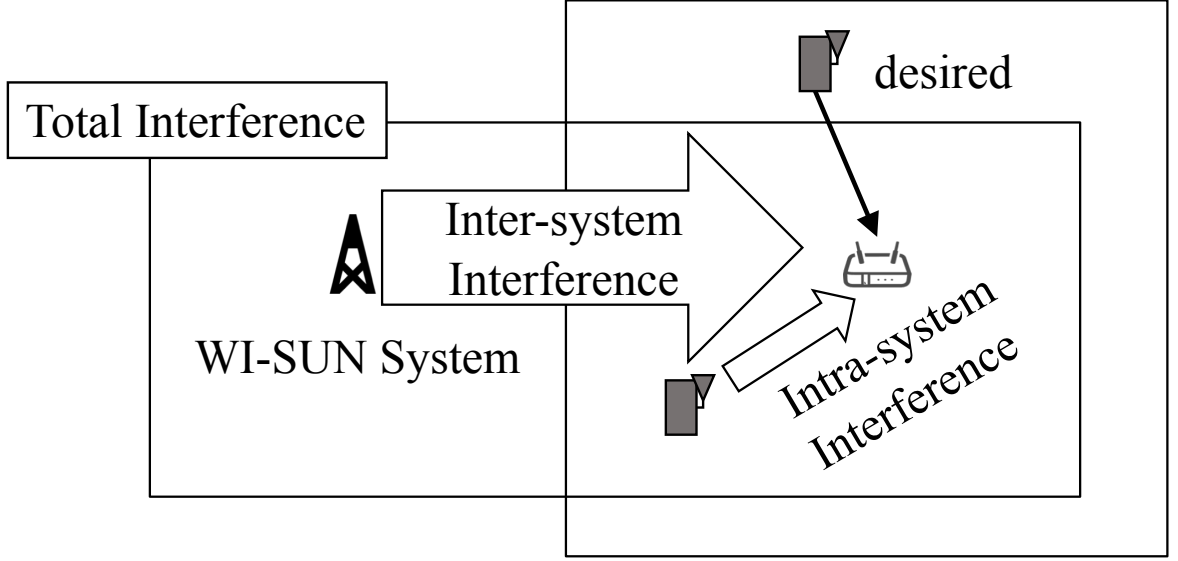 desired
Total Interference
Inter-system
Interference
WI-SUN System
Intra-system
Interference